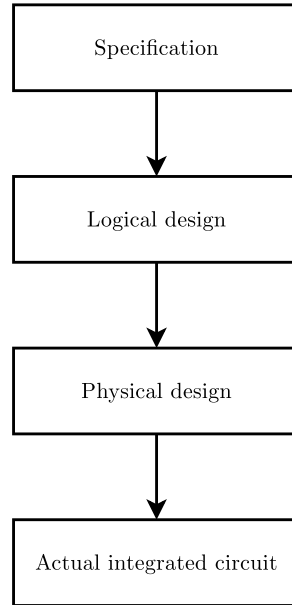 Specification
Logical design
Physical design
Actual integrated circuit